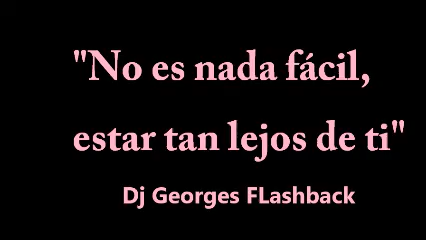 "No es nada fácil,
estar tan lejos de ti"
Dj Georges FLashback